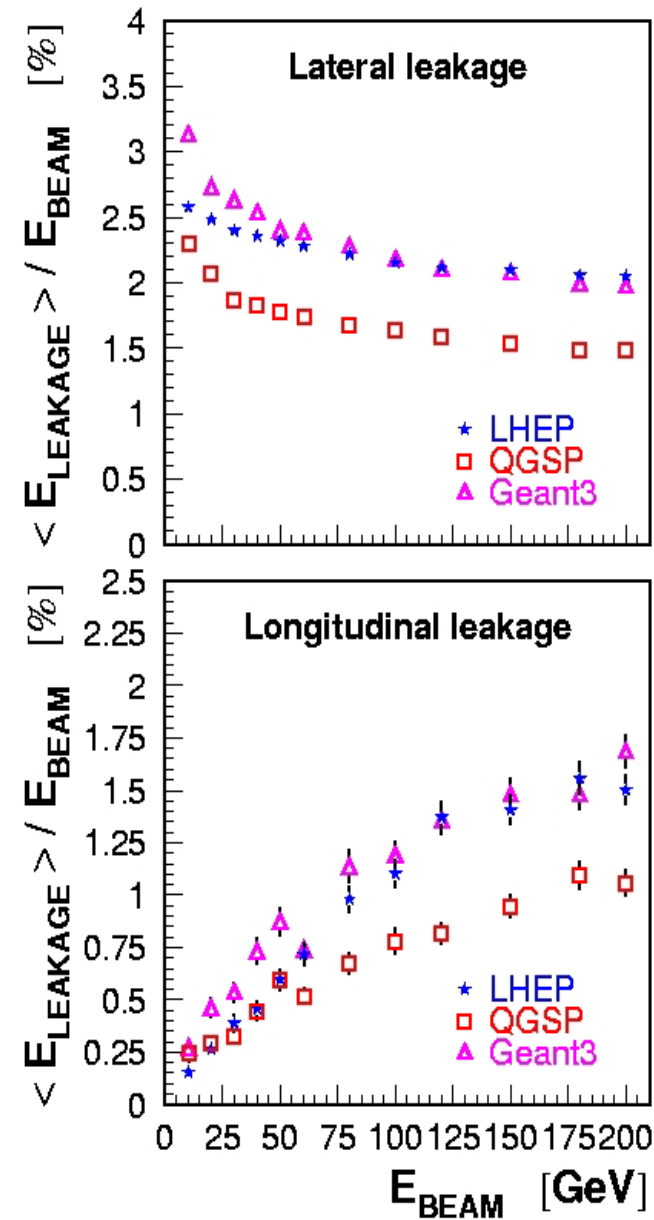 4
3.5
3
2.5
2
1.5
1
0.5
0
< E_LEAKAGE > / E_BEAM [%]
Lateral leakage
LHEP
QGSP
Geant3
2.5
2.25
2
1.75
1.5
1.25
1
0.75
0.5
0.25
0
< E_LEAKAGE > / E_BEAM [%]
Longitudinal leakage
LHEP
QGSP
Geant3
0 25 50 75 100 125 150 175 200
E_BEAM [GeV]